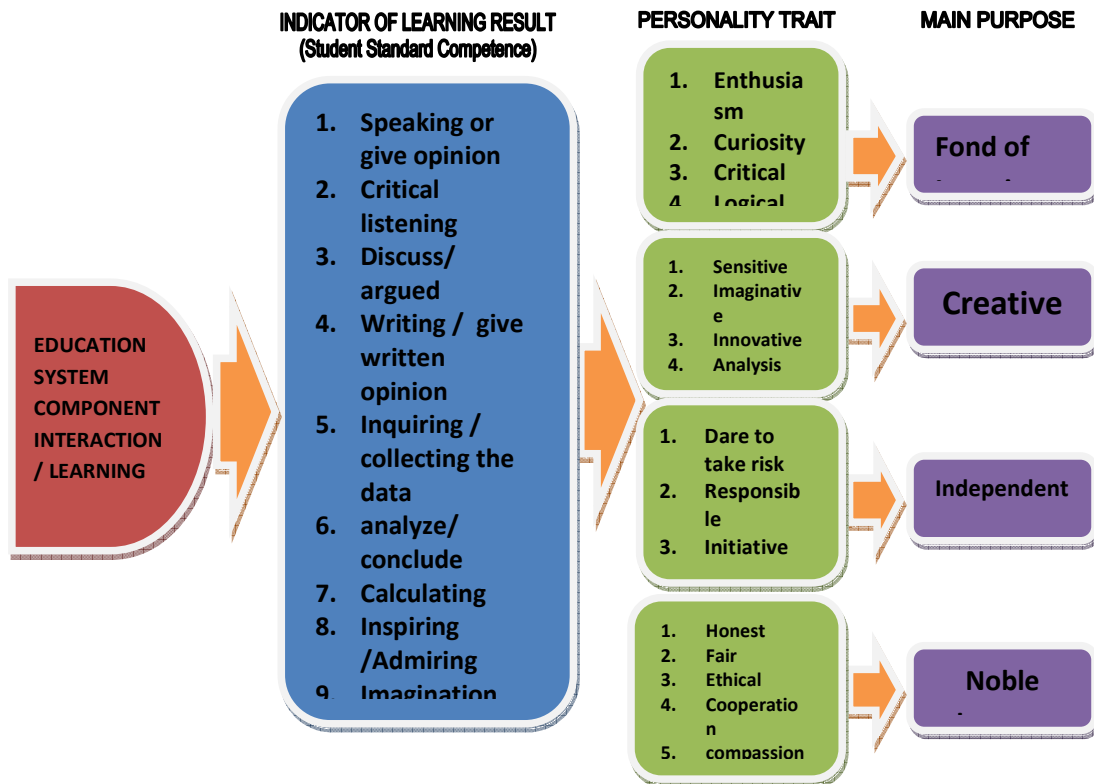 INDICATOR OF LEARNING RESULT
(Student Standard Competence)
PERSONALITY TRAIT
MAIN PURPOSE
EDUCATION
SYSTEM
COMPONENT
INTERACTION
/ LEARNING
1. Speaking or
give opinion
2. Critical
listening
3. Discuss/
argued
4. Writing / give
written
opinion
5. Inquiring /
collecting the
data
6. analyze/
conclude
7. Calculating
8. Inspiring
/Admiring
9. Imagination
1. Enthusia
sm
2. Curiosity
3. Critical
4. Logical
Fond of
1. Sensitive
2. Imaginativ
e
3. Innovative
4. Analysis
Creative
1. Dare to
take risk
2. Responsib
le
3. Initiative
Independent
1. Honest
2. Fair
3. Ethical
4. Cooperatio
n
5. compassion
Noble